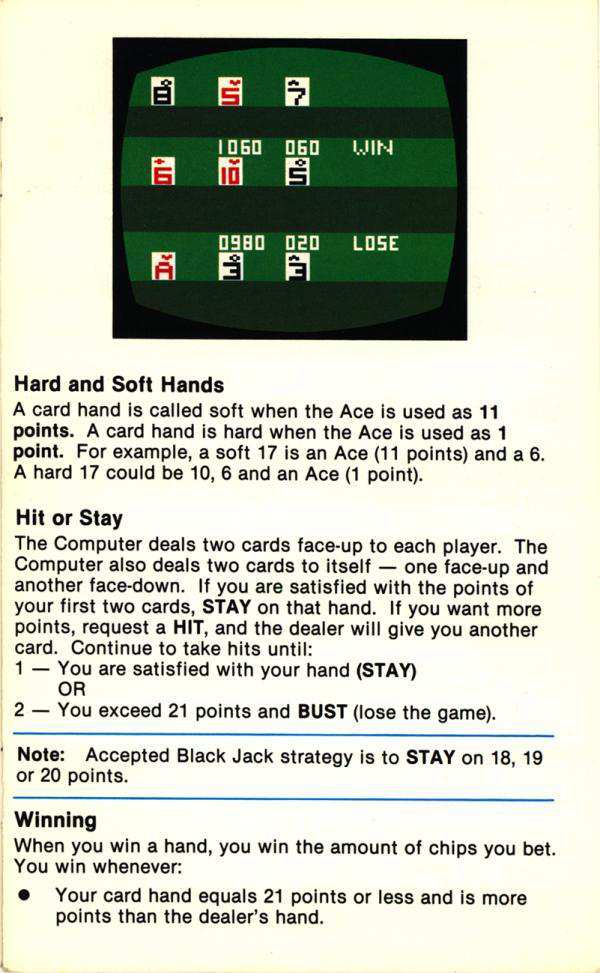 8 5 7
1060 060 WIN
6 10 5
0980 020 LOSE
A 3 3
Hard and Soft Hands
A card hand is called soft when the Ace is used as 11
points. A card hand is hard when the Ace is used as 1
point. For example, a soft 17 is an Ace (11 points) and a 6.
A hard 17 could be 10, 6 and an Ace (1 point).
Hit or Stay
The Computer deals two cards face-up to each player. The
Computer also deals two cards to itself — one face-up and
another face-down. If you are satisfied with the points of
your first two cards, STAY on that hand. If you want more
points, request a HIT, and the dealer will give you another
card. Continue to take hits until:
1 — You are satisfied with your hand (STAY)
OR
2 — You exceed 21 points and BUST (lose the game).
Note: Accepted Black Jack strategy is to STAY on 18, 19
or 20 points.
Winning
When you win a hand, you win the amount of chips you bet.
You win whenever:
● Your card hand equals 21 points or less and is more
points than the dealer's hand.